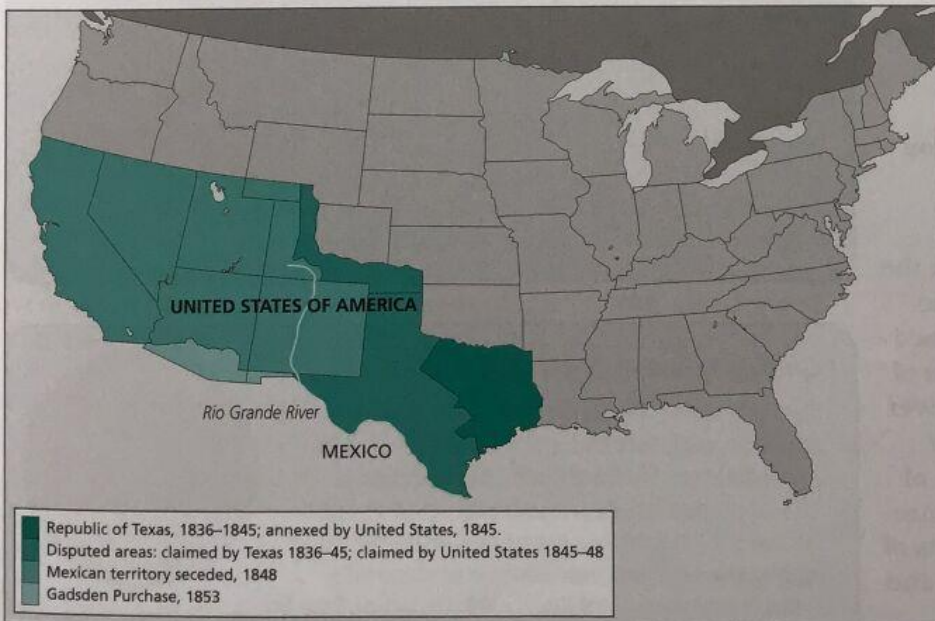 UNITED STATES OF AMERICA
Rio Grande River
MEXICO
Republic of Texas, 1836–1845; annexed by United States, 1845.
Disputed areas: claimed by Texas 1836–45; claimed by United States 1845–48
Mexican territory seceded, 1848
Gadsden Purchase, 1853